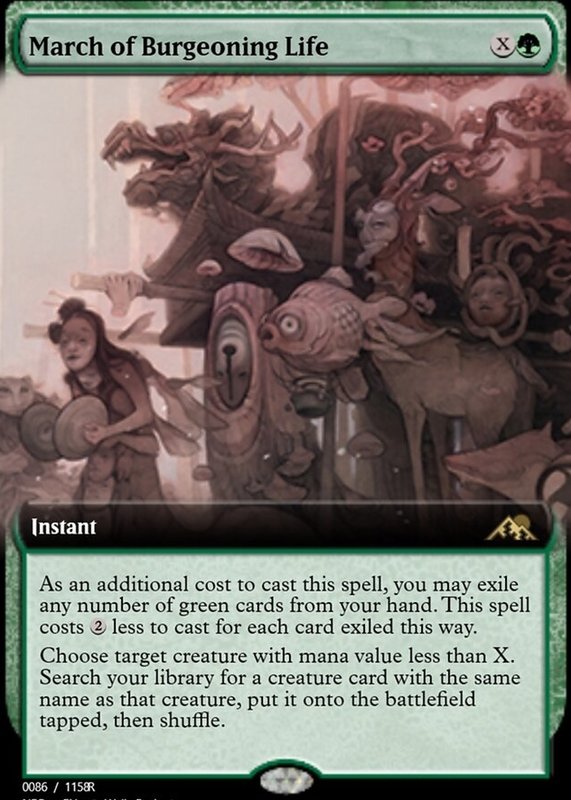 March of Burgeoning Life X
Instant
As an additional cost to cast this spell, you may exile
any number of green cards from your hand. This spell
costs 2 less to cast for each card exiled this way.
Choose target creature with mana value less than X.
Search your library for a creature card with the same
name as that creature, put it onto the battlefield
tapped, then shuffle.
0086 / 1158R